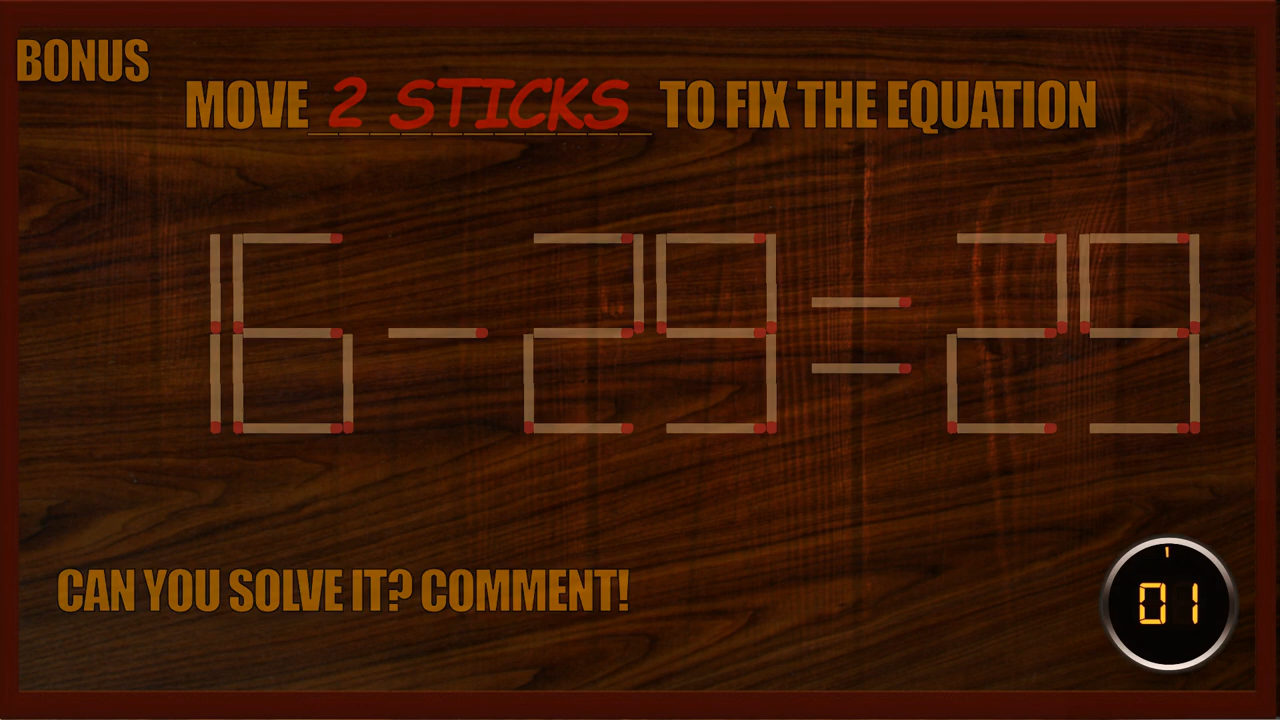 BONUS
MOVE 2 STICKS TO FIX THE EQUATION
16-29=29
CAN YOU SOLVE IT? COMMENT!
01